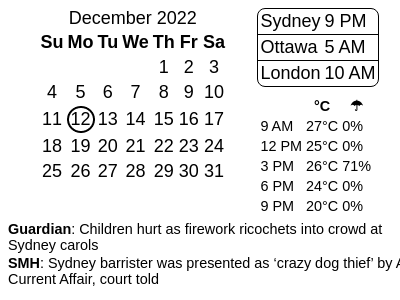 December 2022
Su Mo Tu We Th Fr Sa
1 2 3
4 5 6 7 8 9 10
11 12 13 14 15 16 17
18 19 20 21 22 23 24
25 26 27 28 29 30 31
Sydney 9 PM
Ottawa 5 AM
London 10 AM
°C ☂
9 AM 27°C 0%
12 PM 25°C 0%
3 PM 26°C 71%
6 PM 24°C 0%
9 PM 20°C 0%
Guardian: Children hurt as firework ricochets into crowd at
Sydney carols
SMH: Sydney barrister was presented as ‘crazy dog thief’ by A
Current Affair, court told